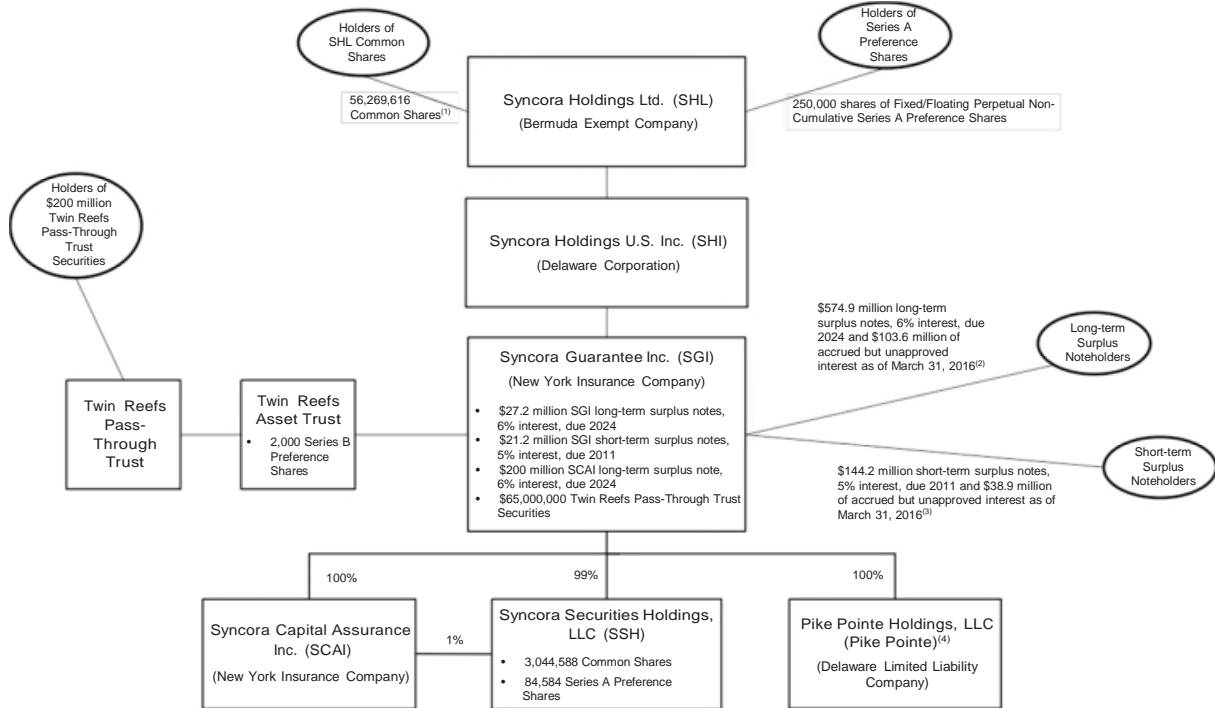 Holders of
SHL Common
Shares
Holders of
Series A
Preference
Shares
56,269,616
Common Shares(1)
Syncora Holdings Ltd. (SHL)
(Bermuda Exempt Company)
250,000 shares of Fixed/Floating Perpetual Non-
Cumulative Series A Preference Shares
Holders of
$200 million
Twin Reefs
Pass-Through
Trust
Securities
Syncora Holdings U.S. Inc. (SHI)
(Delaware Corporation)
$574.9 million long-term
surplus notes, 6% interest, due
2024 and $103.6 million of
accrued but unapproved
interest as of March 31, 2016(2)
Long-term
Surplus
Noteholders
Twin Reefs
Pass-
Through
Trust
Twin Reefs
Asset Trust
• 2,000 Series B
Preference
Shares
Syncora Guarantee Inc. (SGI)
(New York Insurance Company)
• $27.2 million SGI long-term surplus notes,
6% interest, due 2024
• $21.2 million SGI short-term surplus notes,
5% interest, due 2011
• $200 million SCAI long-term surplus note,
6% interest, due 2024
• $65,000,000 Twin Reefs Pass-Through Trust
Securities
$144.2 million short-term surplus notes,
5% interest, due 2011 and $38.9 million
of accrued but unapproved interest as of
March 31, 2016(3)
Short-term
Surplus
Noteholders
100%
99%
100%
Syncora Capital Assurance
Inc. (SCAI)
(New York Insurance Company)
1%
Syncora Securities Holdings,
LLC (SSH)
• 3,044,588 Common Shares
• 84,584 Series A Preference
Shares
Pike Pointe Holdings, LLC
(Pike Pointe)(4)
(Delaware Limited Liability
Company)